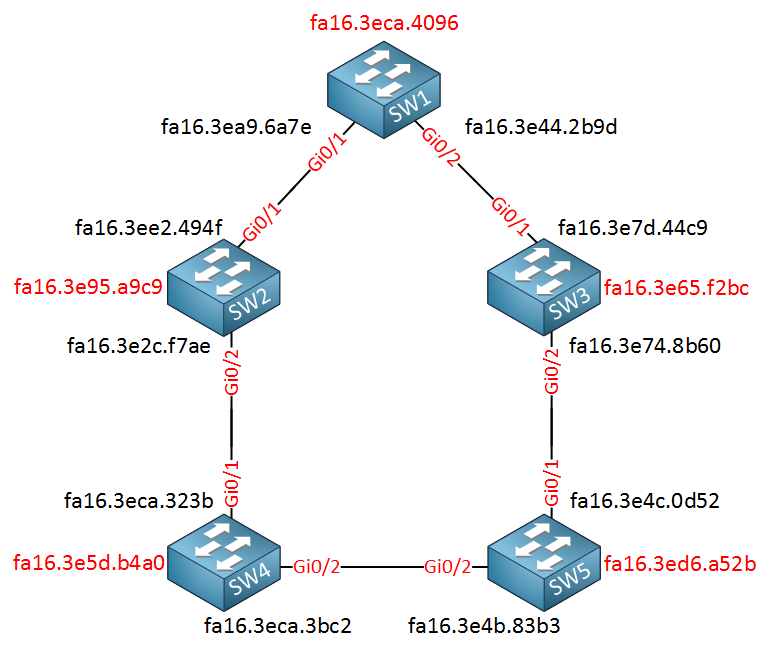 fa16.3eca.4096
SW1
fa16.3ea9.6a7e
fa16.3e44.2b9d
Gi0/1
Gi0/2
Gi0/1
Gi0/1
fa16.3ee2.494f
fa16.3e7d.44c9
fa16.3e95.a9c9
SW2
SW3
fa16.3e65.f2bc
fa16.3e2c.f7ae
fa16.3e74.8b60
Gi0/2
Gi0/2
Gi0/1
Gi0/1
fa16.3eca.323b
fa16.3e4c.0d52
fa16.3e5d.b4a0
SW4
Gi0/2
Gi0/2
SW5
fa16.3ed6.a52b
fa16.3eca.3bc2
fa16.3e4b.83b3